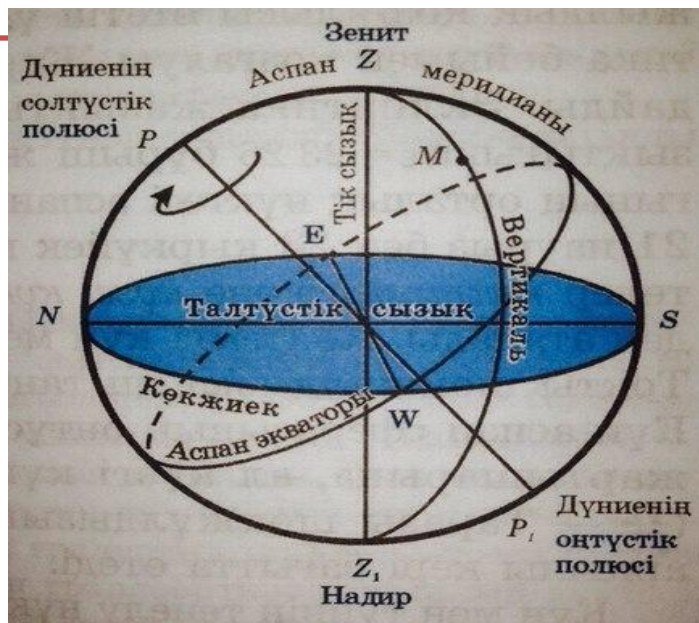 Зенит
Z
Аспан меридианы
Дүниенің
солтүстік
полюсі
P
Тік сызық
M
Вертикаль
E
N
Талтүстік сызық
S
Көкжиек
Аспан экваторы
W
P₁
Дүниенің
оңтүстік
полюсі
Z₁
Надир